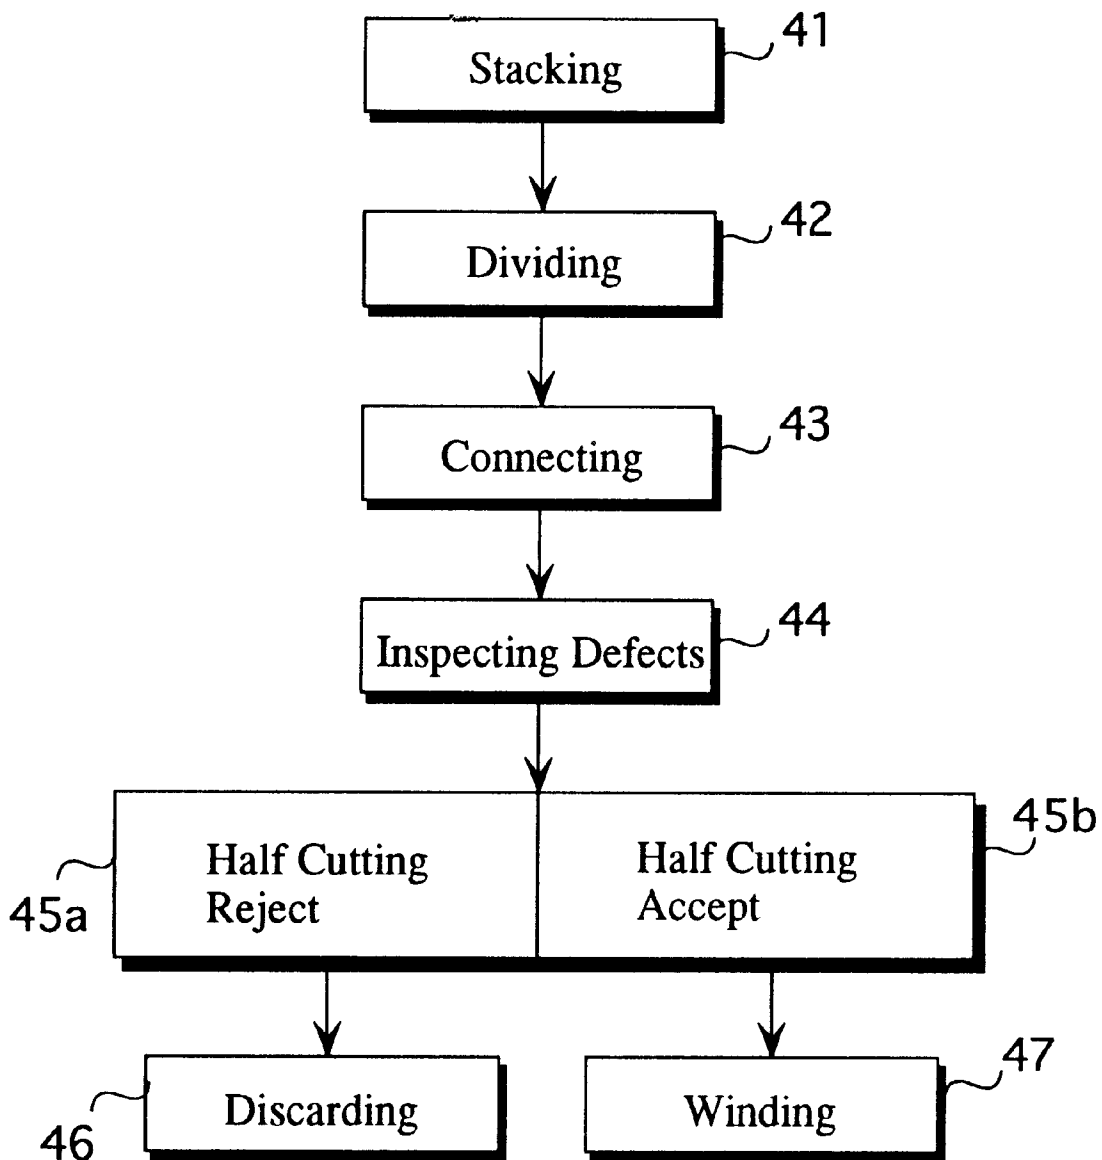 41
Stacking
42
Dividing
43
Connecting
44
Inspecting Defects
45b
Half Cutting
Reject
Half Cutting
Accept
45a
47
Discarding
Winding
46